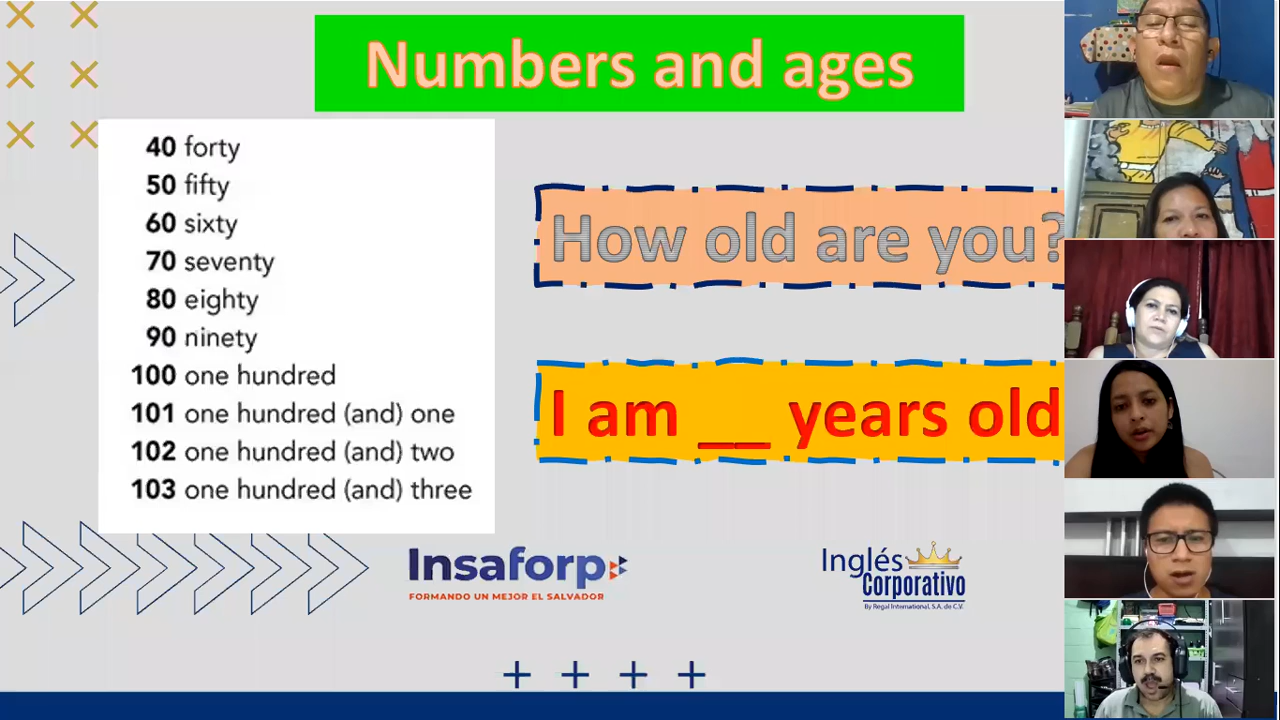 Numbers and ages
40 forty
50 fifty
60 sixty
70 seventy
80 eighty
90 ninety
100 one hundred
101 one hundred (and) one
102 one hundred (and) two
103 one hundred (and) three
How old are you?
I am __ years old
Insaforp
FORMANDO UN MEJOR EL SALVADOR
Inglés
Corporativo
By Regal International, S.A. de C.V.